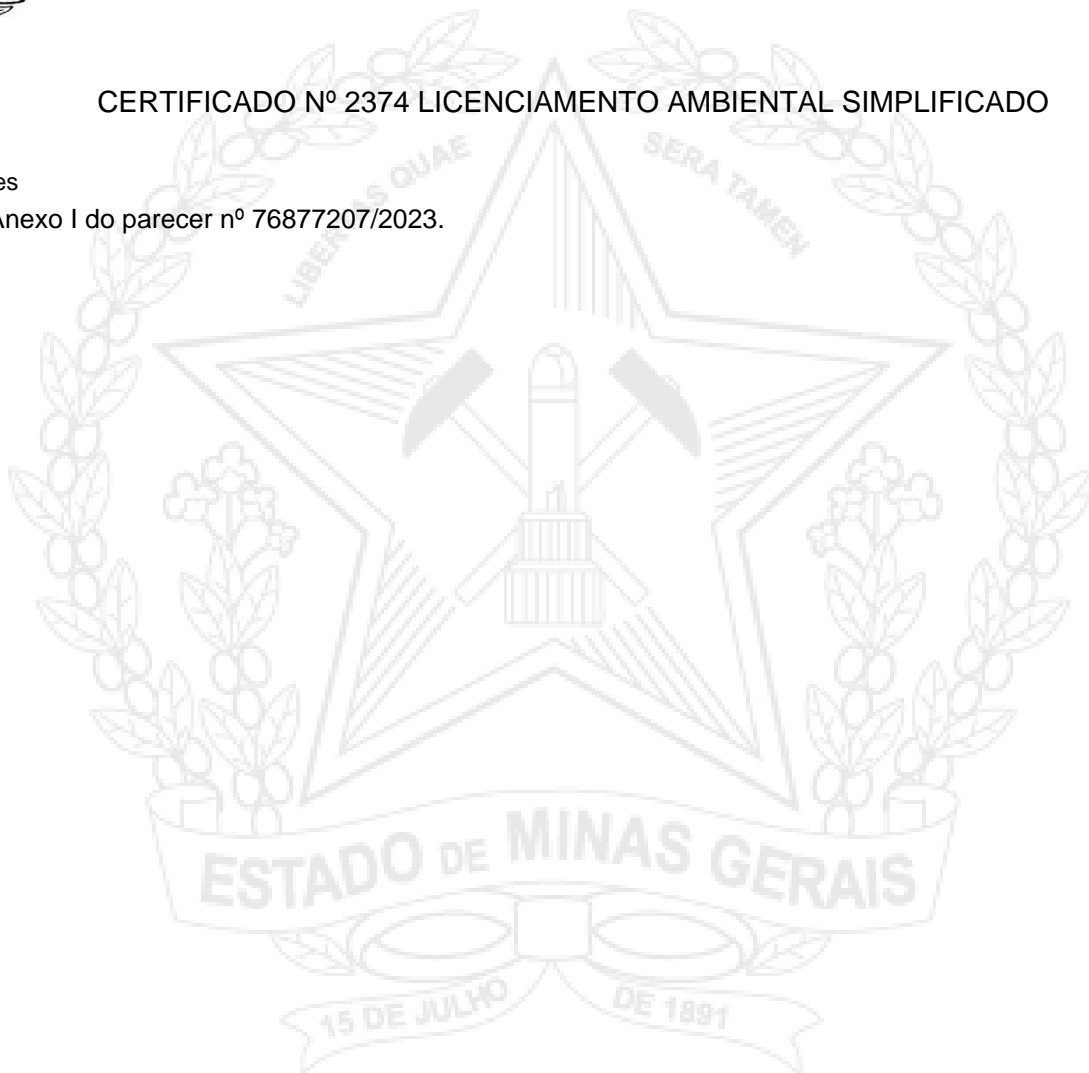 CERTIFICADO Nº 2374 LICENCIAMENTO AMBIENTAL SIMPLIFICADO
es
Anexo I do parecer nº 76877207/2023.
LIBERTAS QUAE SERA TAMEN
ESTADO DE MINAS GERAIS
15 DE JULHO DE 1891